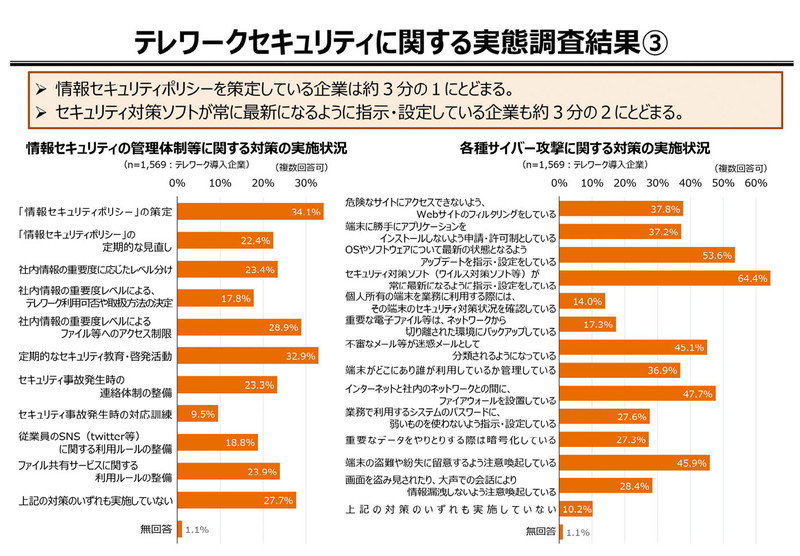 テレワークセキュリティに関する実態調査結果③
➢ 情報セキュリティポリシーを策定している企業は約３分の１にとどまる。
➢ セキュリティ対策ソフトが常に最新になるように指示・設定している企業も約３分の２にとどまる。
情報セキュリティの管理体制等に関する対策の実施状況
(n=1,569：テレワーク導入企業)
(複数回答可)
0% 10% 20% 30%
「情報セキュリティポリシー」の策定 34.1%
「情報セキュリティポリシー」の
定期的な見直し 22.4%
社内情報の重要度に応じたレベル分け 23.4%
社内情報の重要度レベルによる、
テレワーク利用可否や取扱方法の決定 17.8%
社内情報の重要度レベルによる
ファイル等へのアクセス制限 28.9%
定期的なセキュリティ教育・啓発活動 32.9%
セキュリティ事故発生時の
連絡体制の整備 23.3%
セキュリティ事故発生時の対応訓練 9.5%
従業員のSNS（twitter等）
に関する利用ルールの整備 18.8%
ファイル共有サービスに関する
利用ルールの整備 23.9%
上記の対策のいずれも実施していない 27.7%
無回答 1.1%
各種サイバー攻撃に関する対策の実施状況
(n=1,569：テレワーク導入企業)
(複数回答可)
0% 10% 20% 30% 40% 50% 60%
危険なサイトにアクセスできないよう、
Webサイトのフィルタリングをしている 37.8%
端末に勝手にアプリケーションを
インストールしないよう申請・許可制としている 37.2%
OSやソフトウェアについて最新の状態となるよう
アップデートを指示・設定をしている 53.6%
セキュリティ対策ソフト（ウイルス対策ソフト等）が
常に最新になるように指示・設定をしている 64.4%
個人所有の端末を業務に利用する際には、
その端末のセキュリティ対策状況を確認している 14.0%
重要な電子ファイル等は、ネットワークから
切り離された環境にバックアップしている 17.3%
不審なメール等が迷惑メールとして
分類されるようになっている 45.1%
端末がどこにあり誰が利用しているか管理している 36.9%
インターネットと社内のネットワークとの間に、
ファイアウォールを設置している 47.7%
業務で利用するシステムのパスワードに、
弱いものを使わないよう指示・設定している 27.6%
重要なデータをやりとりする際は暗号化している 27.3%
端末の盗難や紛失に留意するよう注意喚起している 45.9%
画面を盗み見されたり、大声での会話により
情報漏洩しないよう注意喚起している 28.4%
上記の対策のいずれも実施していない 10.2%
無回答 1.1%